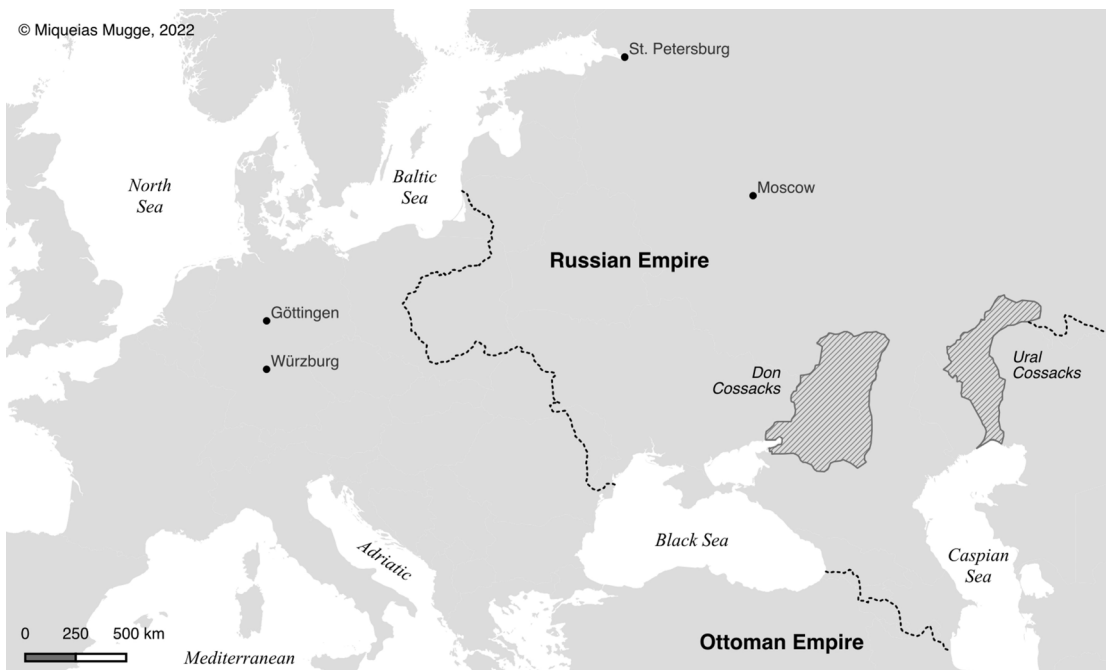 © Miqueias Mugge, 2022
St. Petersburg
North
Sea
Baltic
Sea
Moscow
Russian Empire
Göttingen
Würzburg
Don
Cossacks
Ural
Cossacks
Adriatic
Black Sea
Caspian
Sea
0 250 500 km
Ottoman Empire
Mediterranean